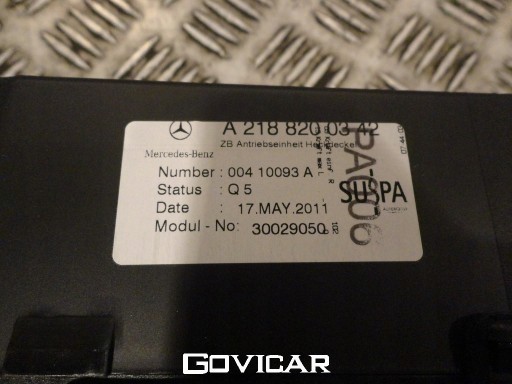 A 218 820 03 42
ZB Antriebseinheit Heckdeckel
Mercedes-Benz
Number : 004 10093 A
Status : Q 5
Date : 17.MAY.2011
Modul - No: 30029050
PA006
SUSPA
GOVICAR